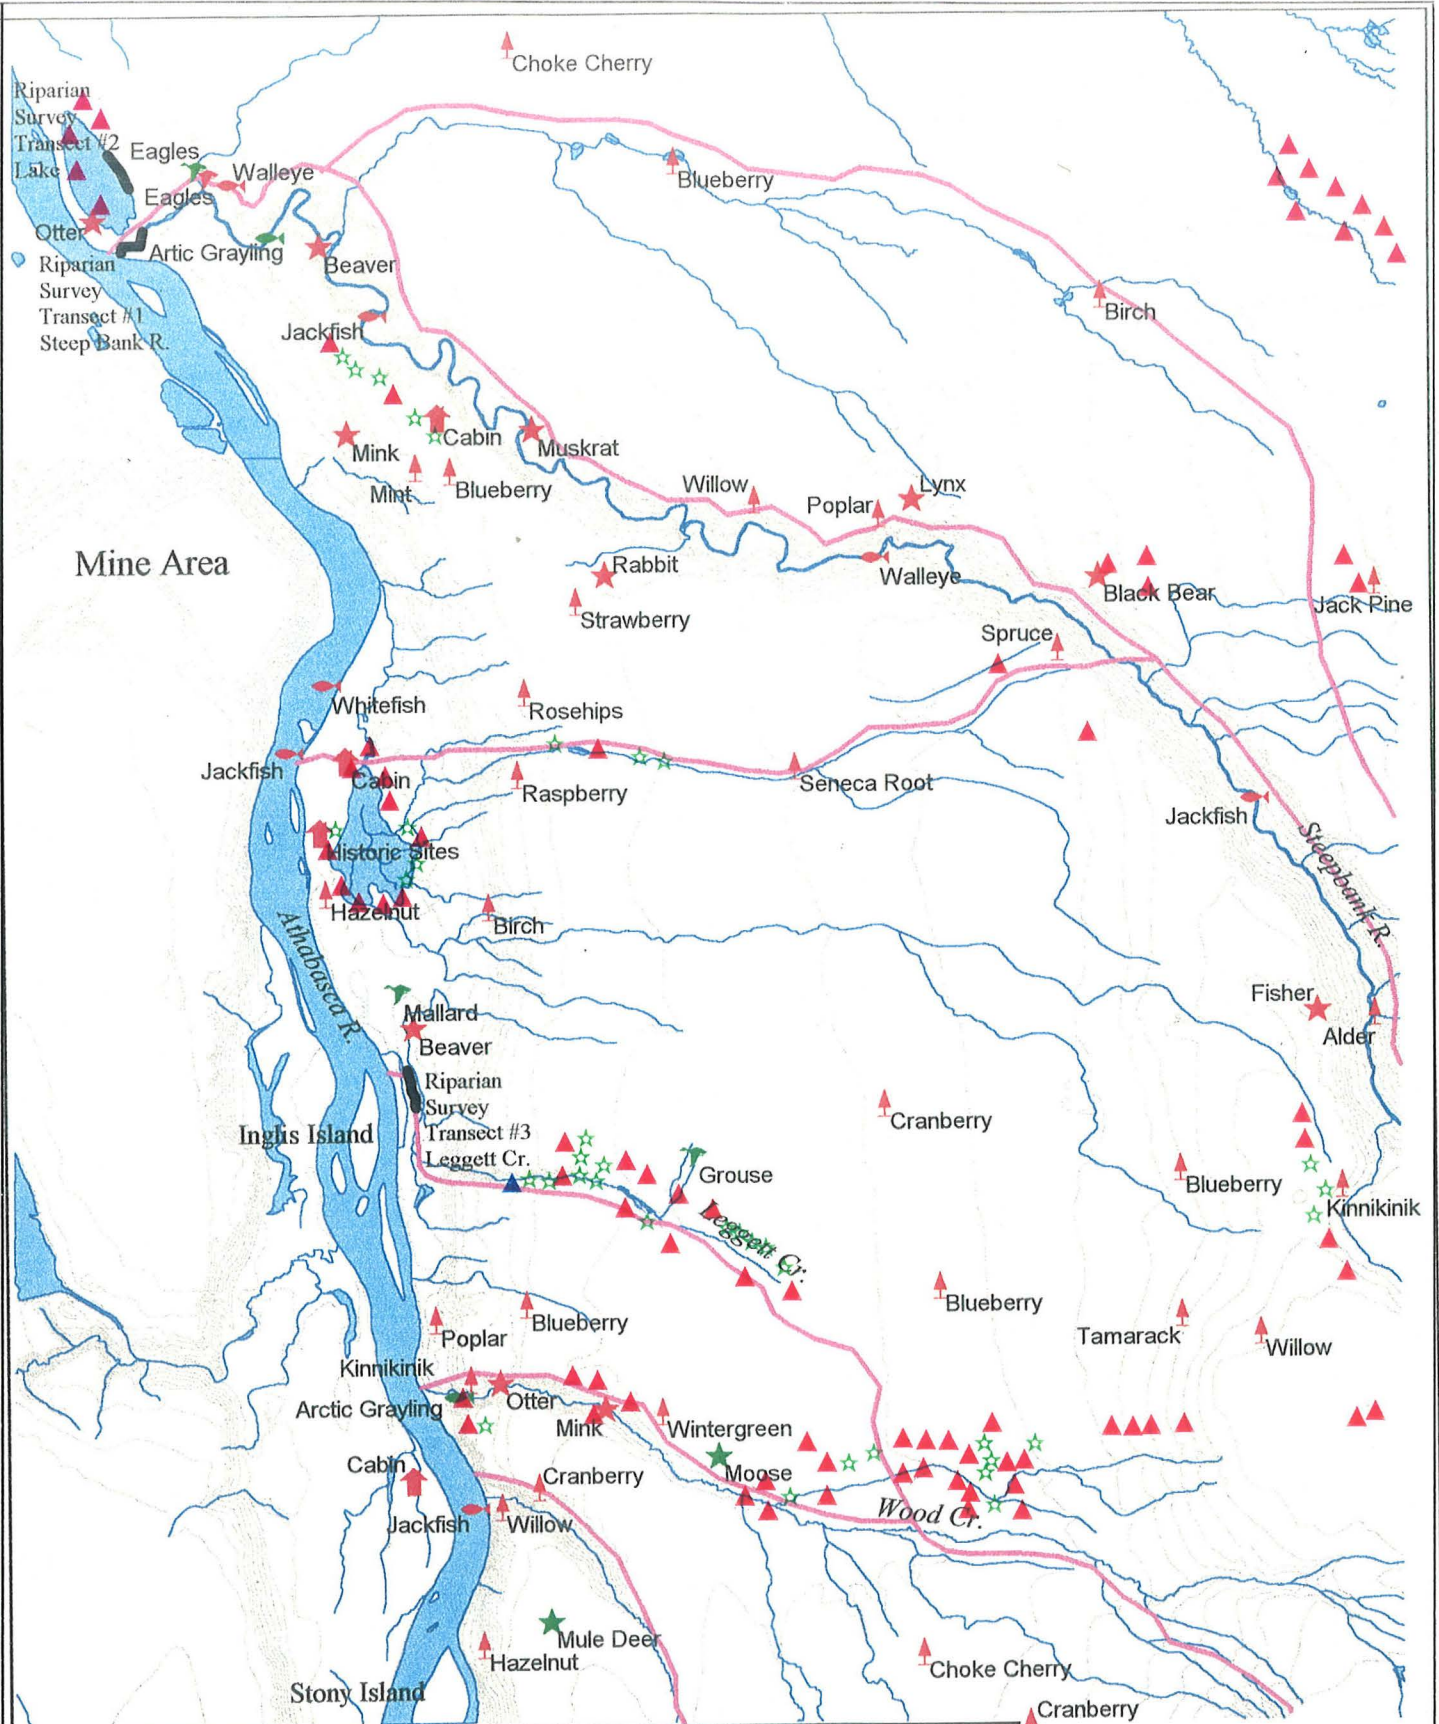 Choke Cherry
Riparian
Survey
Transect #2
Lake
Eagles
Eagles
Walleye
Blueberry
Otter
Artic Grayling
Beaver
Riparian
Survey
Transect #1
Steep Bank R.
Birch
Jackfish
Mink
Cabin
Muskrat
Mint
Blueberry
Willow
Poplar
Lynx
Mine Area
Rabbit
Walleye
Black Bear
Jack Pine
Strawberry
Spruce
Whitefish
Rosehips
Jackfish
Cabin
Raspberry
Seneca Root
Jackfish
Historic Sites
Steepbank R.
Hazelnut
Birch
Athabasca R.
Fisher
Alder
Mallard
Beaver
Riparian
Survey
Transect #3
Leggett Cr.
Inglis Island
Cranberry
Grouse
Blueberry
Kinnikinik
Leggett Cr.
Blueberry
Blueberry
Poplar
Tamarack
Willow
Kinnikinik
Arctic Grayling
Otter
Mink
Wintergreen
Cabin
Cranberry
Moose
Jackfish
Willow
Wood Cr.
Mule Deer
Hazelnut
Choke Cherry
Stony Island
Cranberry